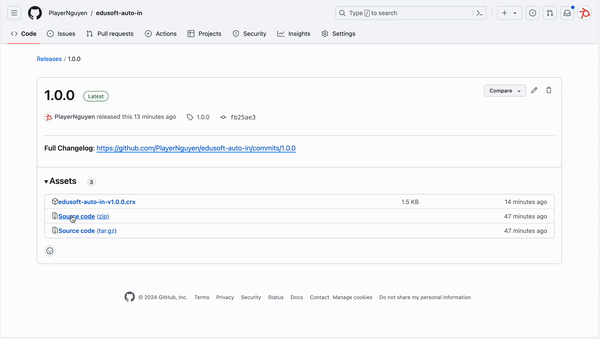 PlayerNguyen / edusoft-auto-in
Type / to search
Code Issues Pull requests Actions Projects Security Insights Settings
Releases / 1.0.0
1.0.0 Latest Compare
PlayerNguyen released this 13 minutes ago 1.0.0 fb25ae3
Full Changelog: https://github.com/PlayerNguyen/edusoft-auto-in/commits/1.0.0
Assets 3
edusoft-auto-in-v1.0.0.crx 1.5 KB 14 minutes ago
Source code (zip) 47 minutes ago
Source code (tar.gz) 47 minutes ago
© 2024 GitHub, Inc. Terms Privacy Security Status Docs Contact Manage cookies Do not share my personal information